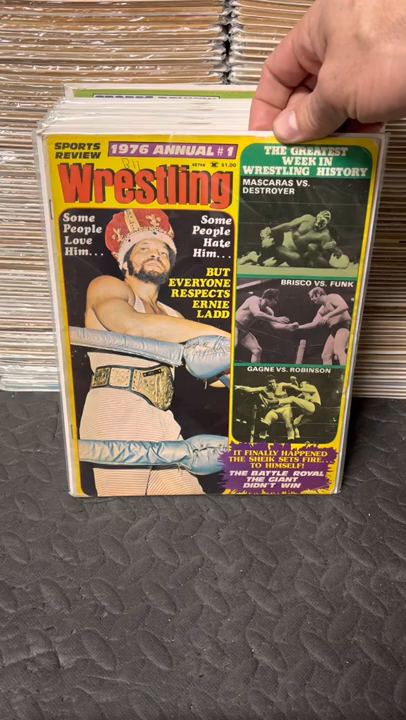 SPORTS
REVIEW
1976 ANNUAL #1
$1.00
Wrestling
Some
People
Love
Him...
Some
People
Hate
Him...
BUT
EVERYONE
RESPECTS
ERNIE
LADD
THE GREATEST
WEEK IN
WRESTLING HISTORY
MASCARAS VS.
DESTROYER
BRISCO VS. FUNK
GAGNE VS. ROBINSON
IT FINALLY HAPPENED
THE SHEIK SETS FIRE...
TO HIMSELF!
THE BATTLE ROYAL
THE GIANT
DIDN'T WIN